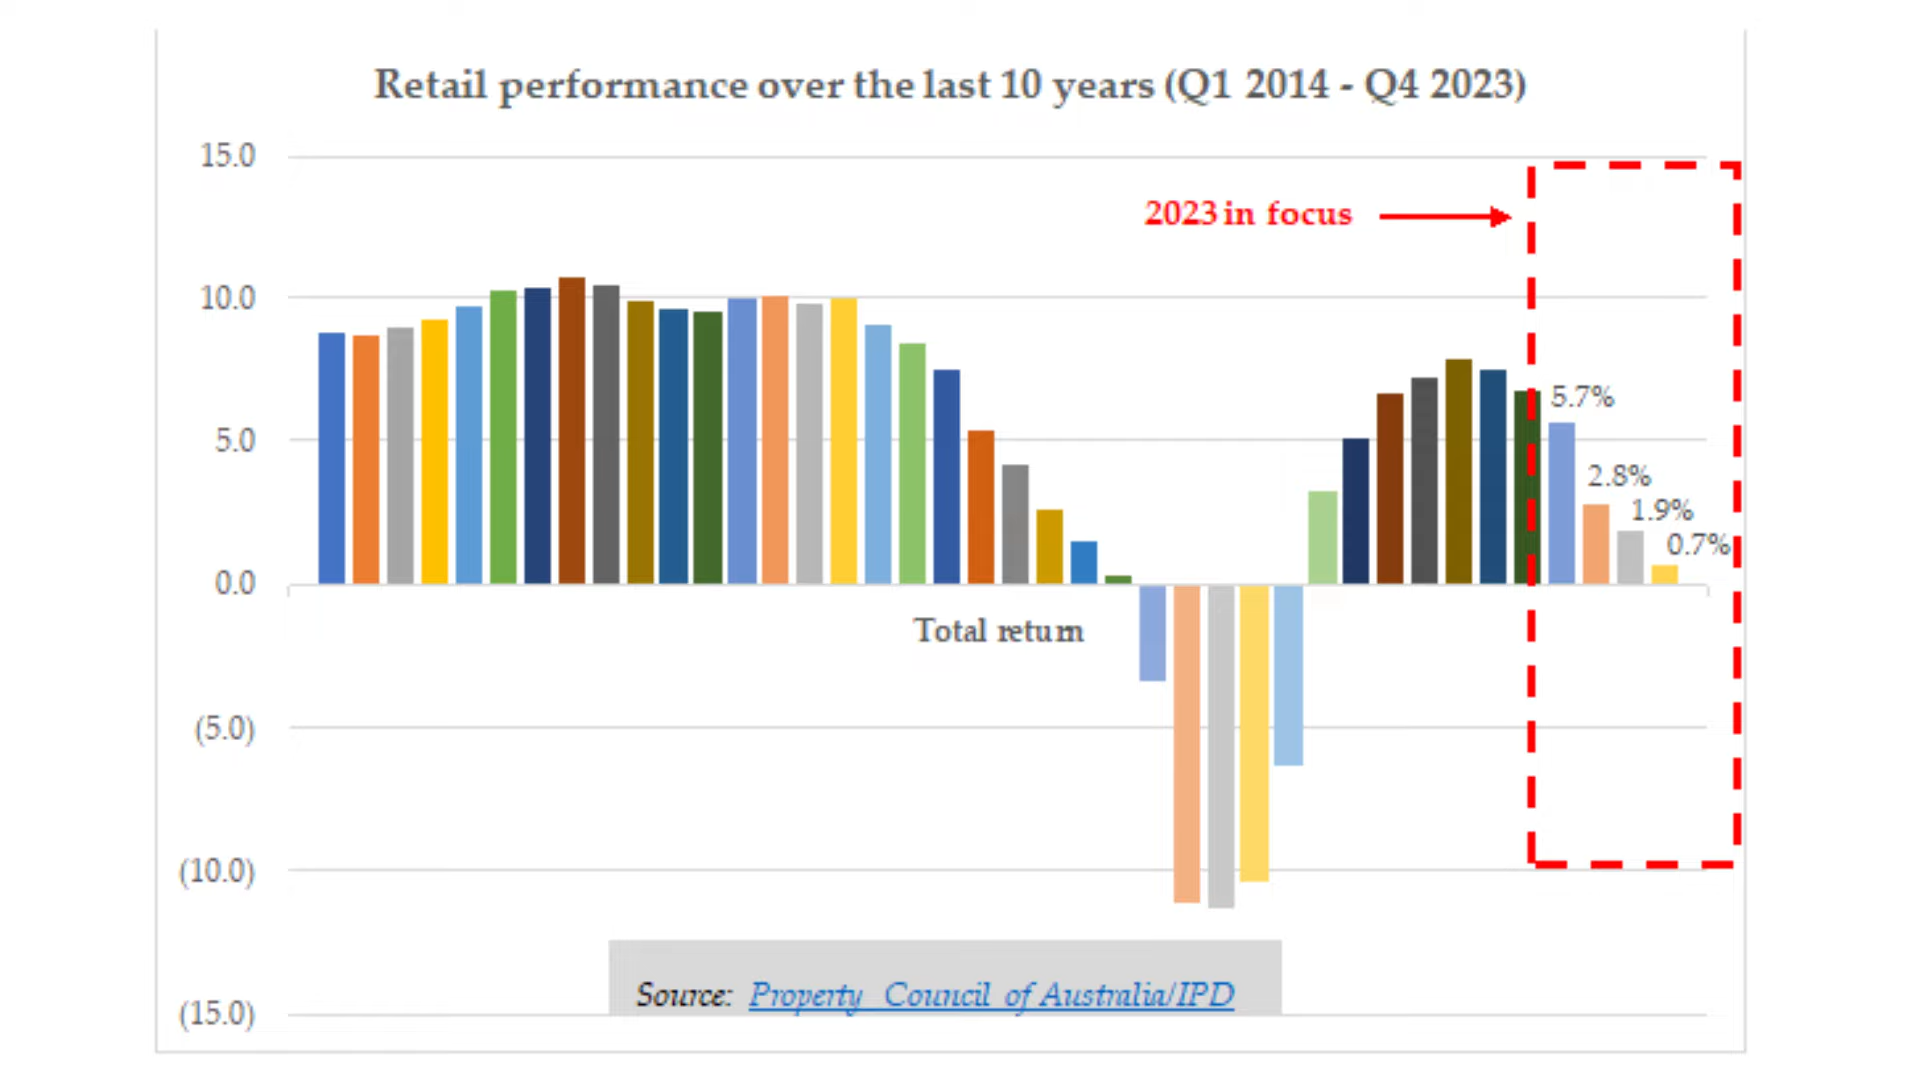 Retail performance over the last 10 years (Q1 2014 - Q4 2023)
15.0
2023 in focus
10.0
5.7%
5.0
2.8%
1.9%
0.7%
0.0
Total return
(5.0)
(10.0)
Source: Property Council of Australia/IPD
(15.0)